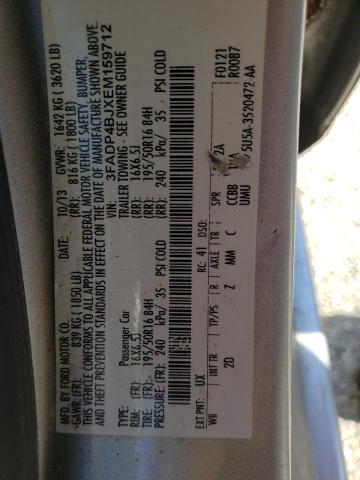 MFD. BY FORD MOTOR CO. 10/13 GVWR: 1642 KG ( 3620 LB)
GAWR: (FR): 839 KG ( 1850 LB) (RR): 816 KG ( 1800 LB)
THIS VEHICLE CONFORMS TO ALL APPLICABLE FEDERAL MOTOR VEHICLE SAFETY, BUMPER,
AND THEFT PREVENTION STANDARDS IN EFFECT ON THE DATE OF MANUFACTURE SHOWN ABOVE.
VIN: 3FADP4BJXEM159712
TYPE: Passenger Car TRAILER TOWING - SEE OWNER GUIDE
RIM: (FR): 16X6.5J (RR): 16X6.5J
TIRE: (FR): 195/50R16 84H (RR): 195/50R16 84H
PRESSURE: (FR): 240 kPa/ 35 PSI COLD (RR): 240 kPa/ 35 PSI COLD
F0121
R0087
EXT PNT: UX RC: 41 DSO:
WB INT TR TP/PS R AXLE TR SPR 5U5A-3520472-AA
2D Z MM C CCBB
UMU